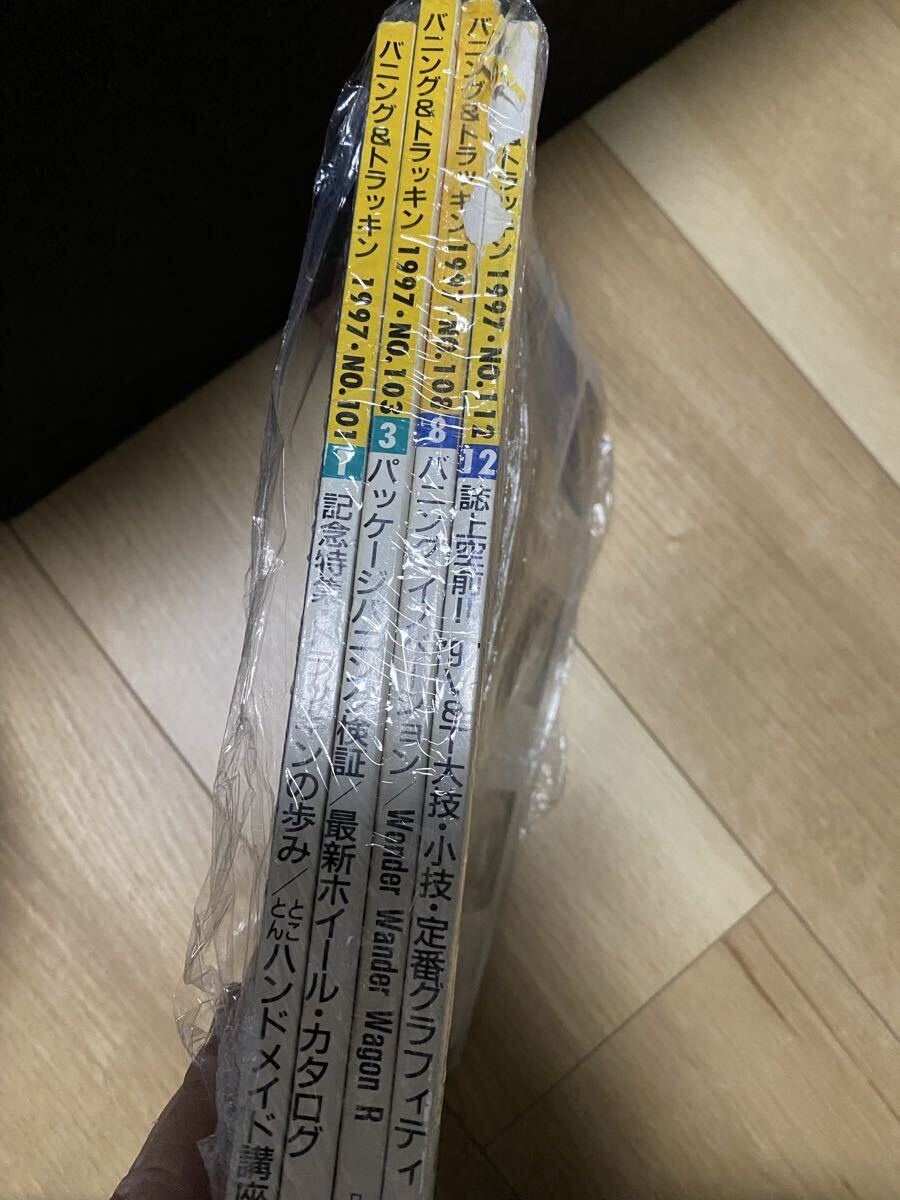 バニング&トラッキン 1997・NO.101 1 記念特集 の歩み/とことんハンドメイド講座
バニング&トラッキン 1997・NO.103 3 パッケージバニング検証/最新ホイール・カタログ
バニング&トラッキン 1997・NO.108 8 バニング ション/Wonder Wander Wagon R
トラッキン 1997・NO.112 12 誌上空前!! V&T大技・小技・定番グラフィティ